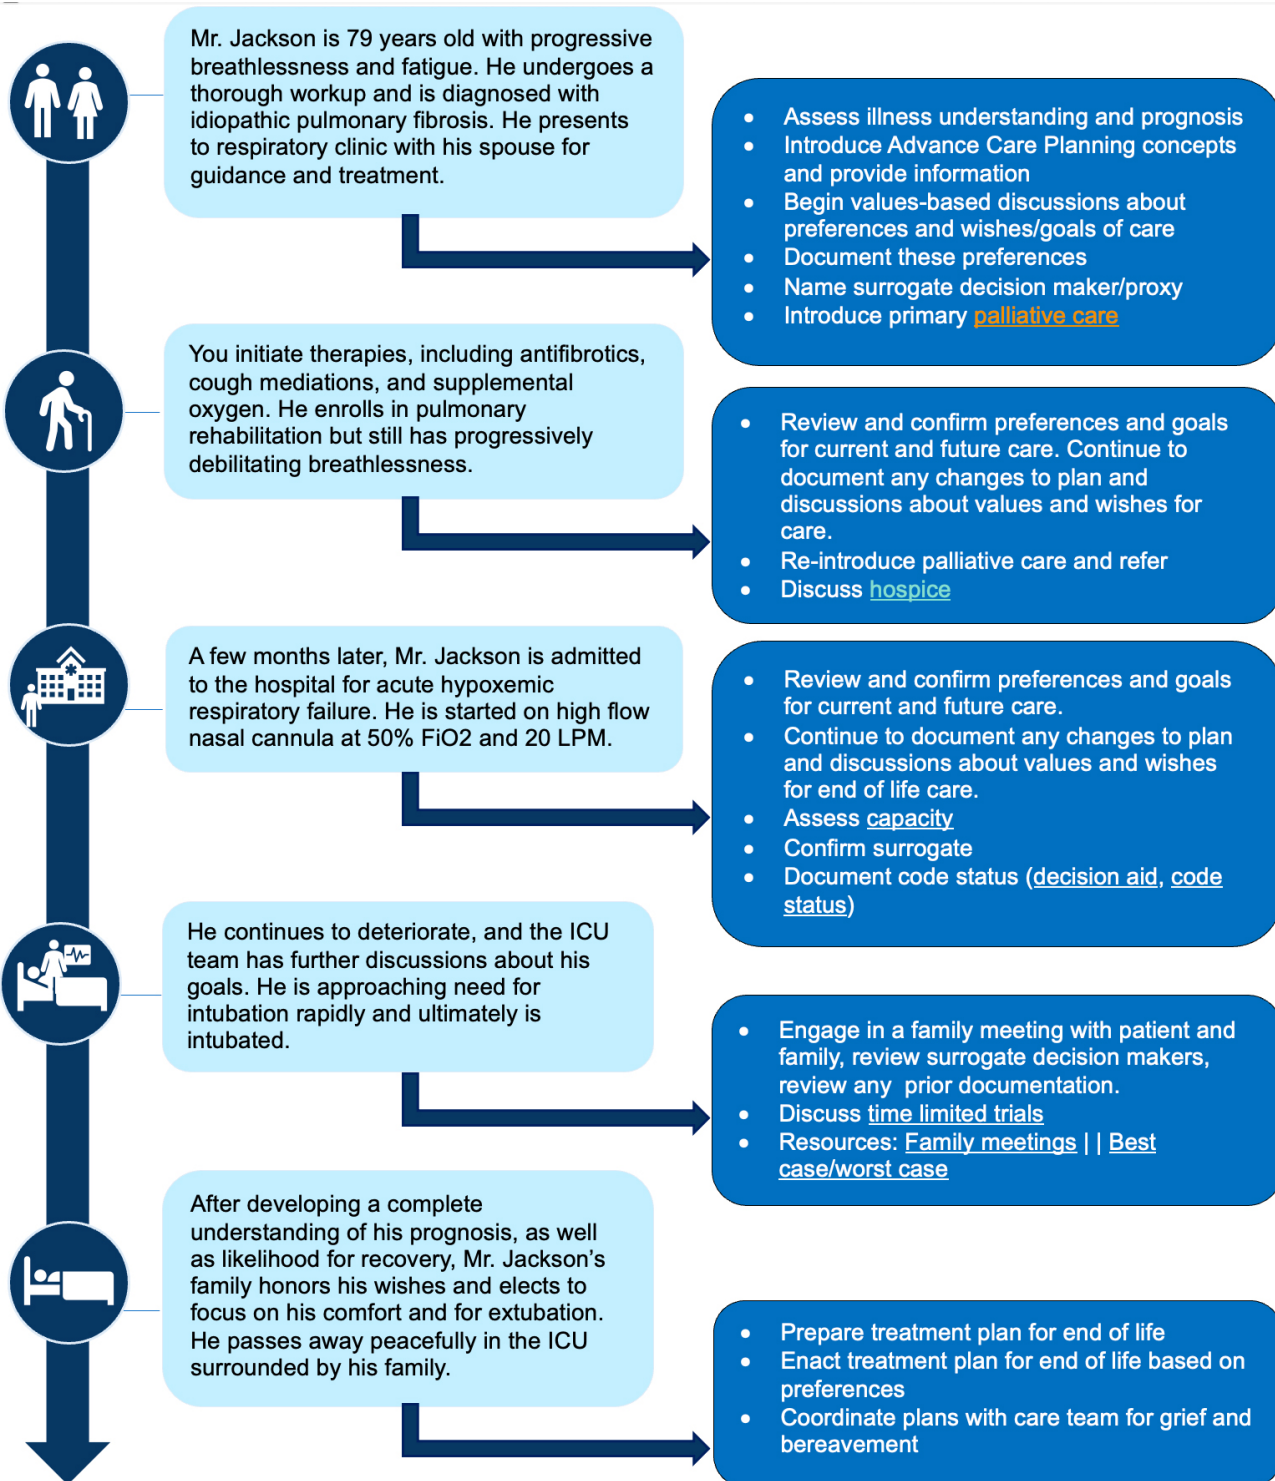 Mr. Jackson is 79 years old with progressive
breathlessness and fatigue. He undergoes a
thorough workup and is diagnosed with
idiopathic pulmonary fibrosis. He presents
to respiratory clinic with his spouse for
guidance and treatment.
• Assess illness understanding and prognosis
• Introduce Advance Care Planning concepts
and provide information
• Begin values-based discussions about
preferences and wishes/goals of care
• Document these preferences
• Name surrogate decision maker/proxy
• Introduce primary palliative care
You initiate therapies, including antifibrotics,
cough mediations, and supplemental
oxygen. He enrolls in pulmonary
rehabilitation but still has progressively
debilitating breathlessness.
• Review and confirm preferences and goals
for current and future care. Continue to
document any changes to plan and
discussions about values and wishes for
care.
• Re-introduce palliative care and refer
• Discuss hospice
A few months later, Mr. Jackson is admitted
to the hospital for acute hypoxemic
respiratory failure. He is started on high flow
nasal cannula at 50% FiO2 and 20 LPM.
• Review and confirm preferences and goals
for current and future care.
• Continue to document any changes to plan
and discussions about values and wishes
for end of life care.
• Assess capacity
• Confirm surrogate
• Document code status (decision aid, code
status)
He continues to deteriorate, and the ICU
team has further discussions about his
goals. He is approaching need for
intubation rapidly and ultimately is
intubated.
• Engage in a family meeting with patient and
family, review surrogate decision makers,
review any prior documentation.
• Discuss time limited trials
• Resources: Family meetings | | Best
case/worst case
After developing a complete
understanding of his prognosis, as well
as likelihood for recovery, Mr. Jackson's
family honors his wishes and elects to
focus on his comfort and for extubation.
He passes away peacefully in the ICU
surrounded by his family.
• Prepare treatment plan for end of life
• Enact treatment plan for end of life based on
preferences
• Coordinate plans with care team for grief and
bereavement